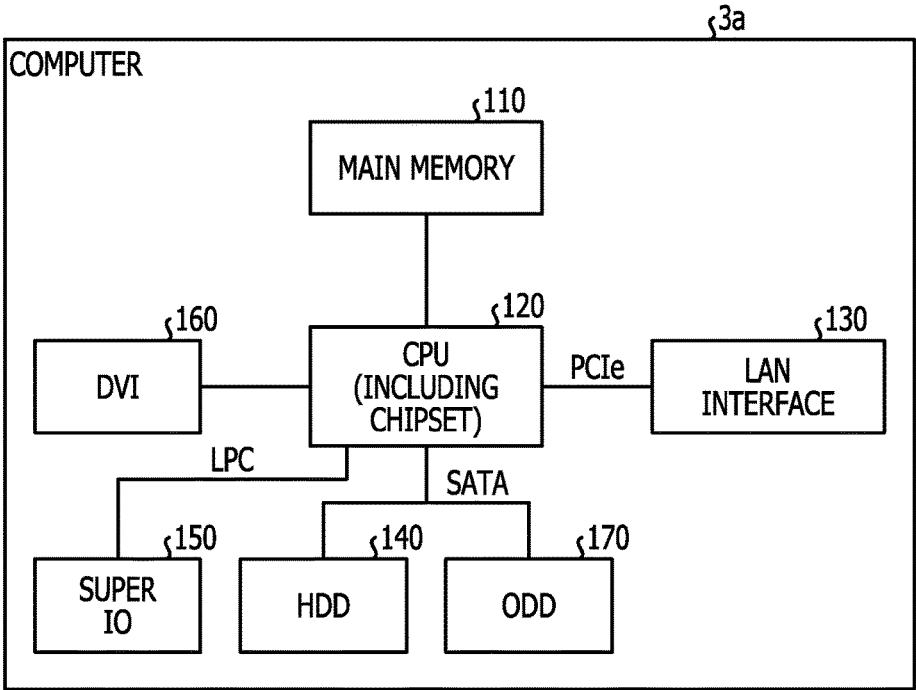 3a
COMPUTER
110
MAIN MEMORY
160
120
130
DVI
CPU
(INCLUDING
CHIPSET)
PCIe
LAN
INTERFACE
LPC
SATA
150
140
170
SUPER
IO
HDD
ODD